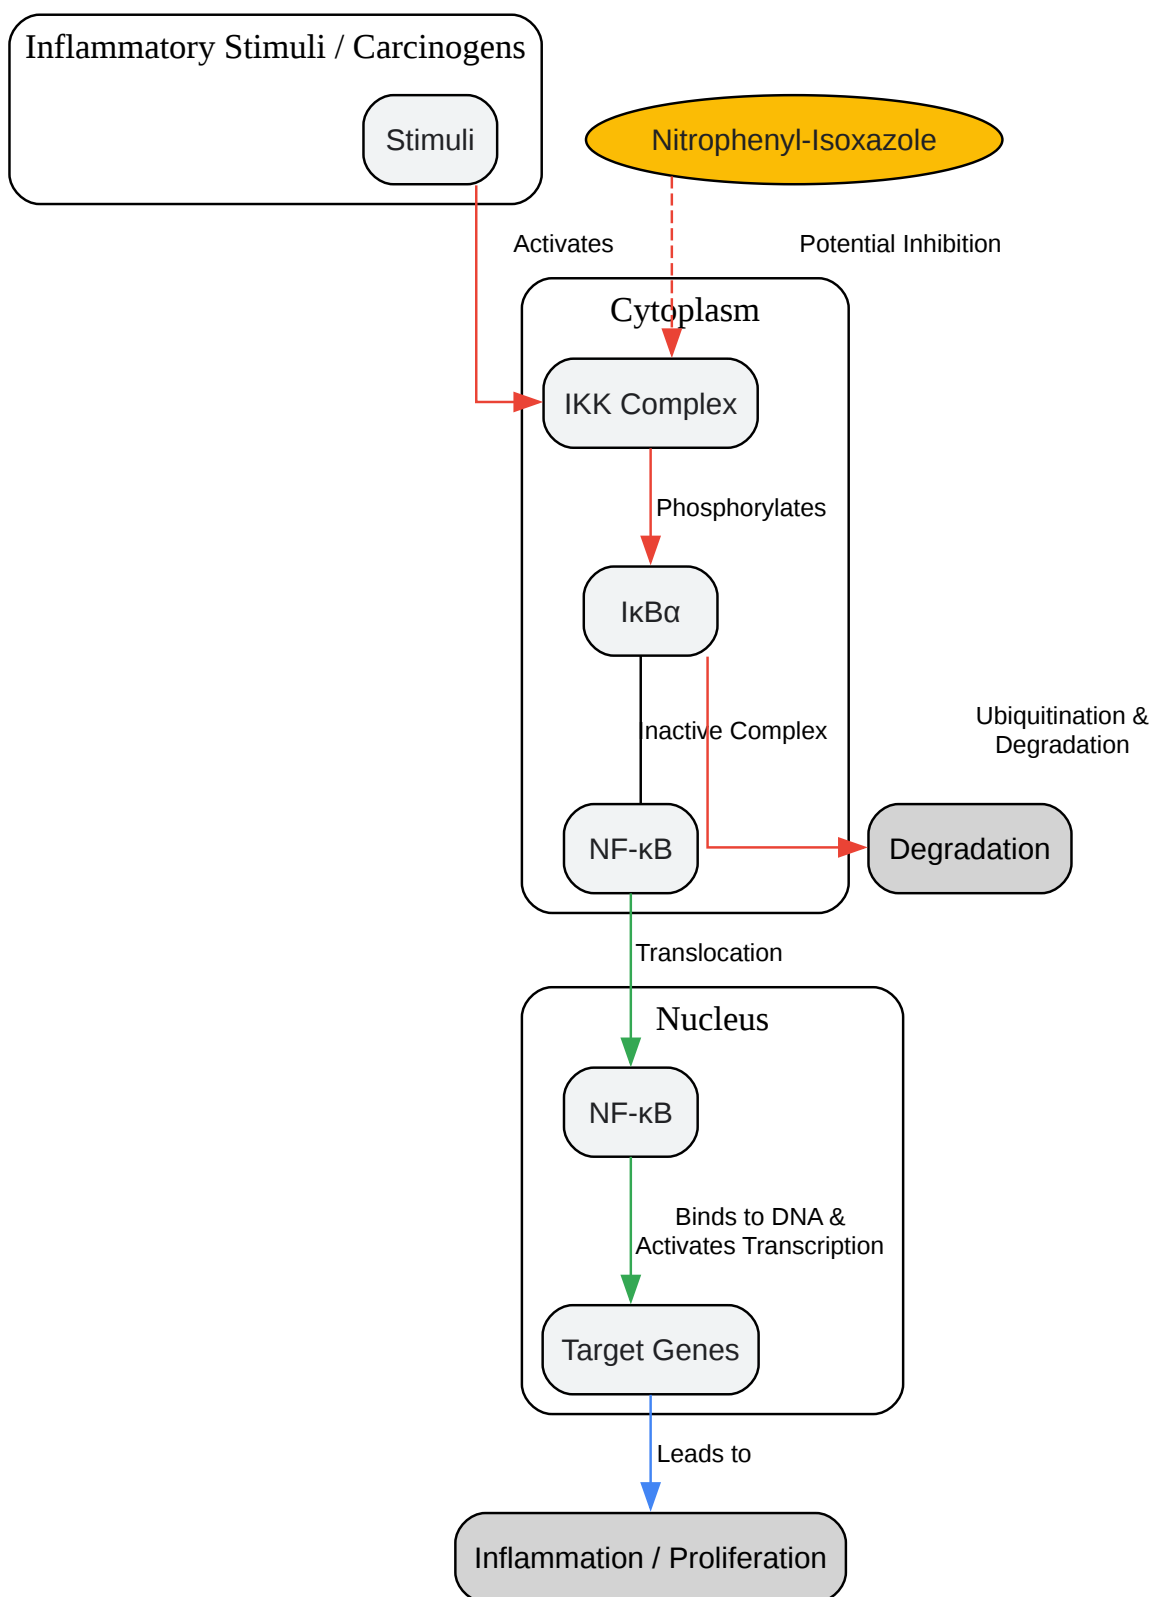 Inflammatory Stimuli / Carcinogens
Stimuli
Nitrophenyl-Isoxazole
Activates
Potential Inhibition
Cytoplasm
IKK Complex
Phosphorylates
IκBα
Inactive Complex
Ubiquitination &
Degradation
NF-κB
Degradation
Translocation
Nucleus
NF-κB
Binds to DNA &
Activates Transcription
Target Genes
Leads to
Inflammation / Proliferation